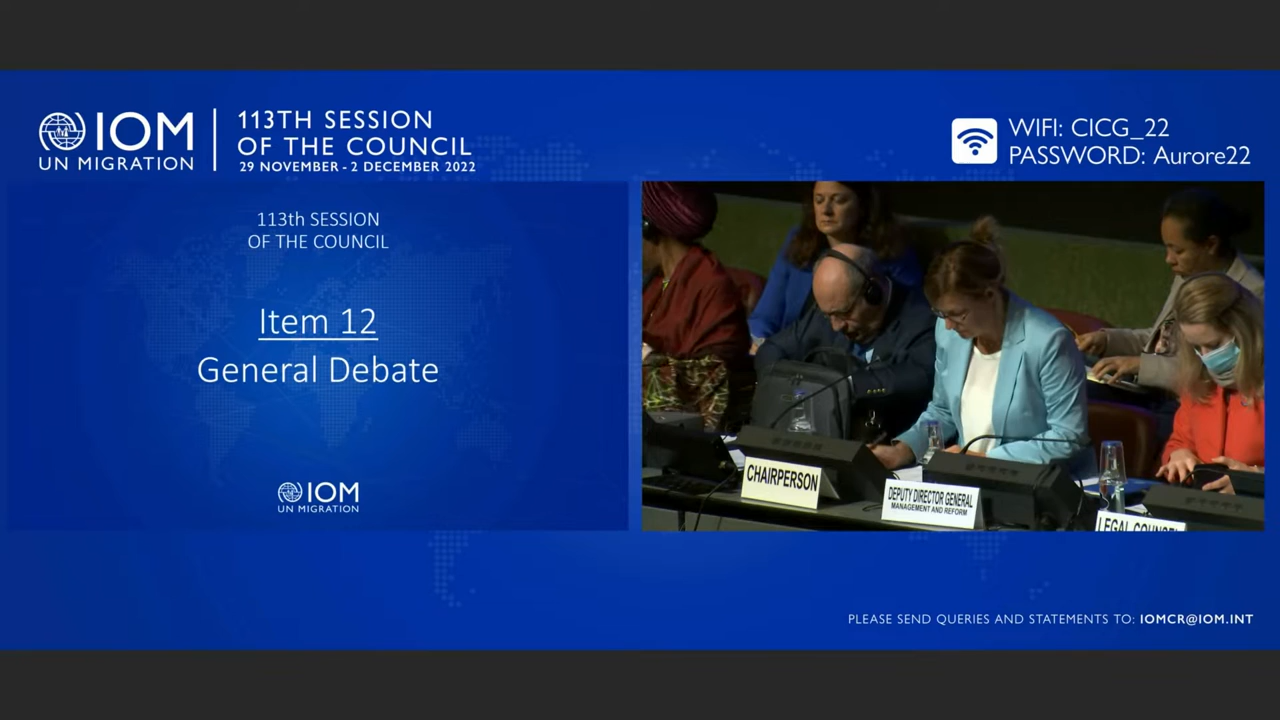 IOM
UN MIGRATION
113TH SESSION
OF THE COUNCIL
29 NOVEMBER - 2 DECEMBER 2022
WIFI: CICG_22
PASSWORD: Aurore22
113th SESSION
OF THE COUNCIL
Item 12
General Debate
IOM
UN MIGRATION
CHAIRPERSON
DEPUTY DIRECTOR GENERAL
MANAGEMENT AND REFORM
LEGAL COUNSEL
PLEASE SEND QUERIES AND STATEMENTS TO: IOMCR@IOM.INT